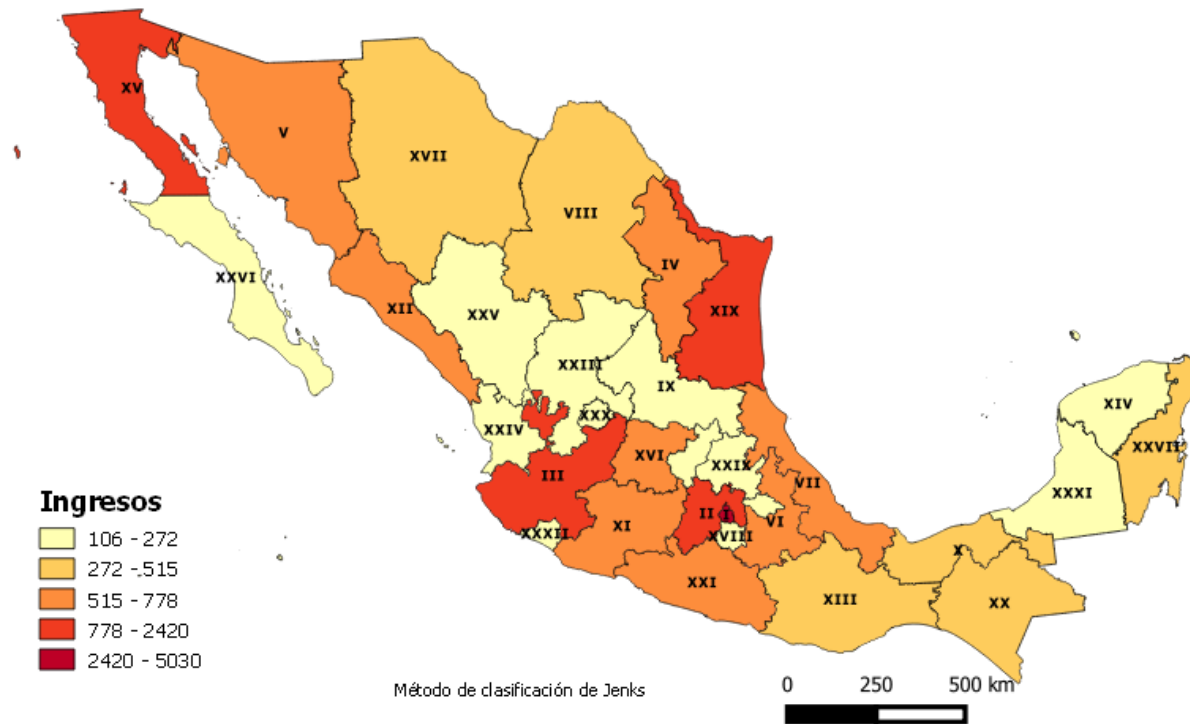 XV
V
XVII
VIII
XXVI
IV
XII
XIX
XXV
XXIII
IX
XXIV
XXX
XIV
XVI
XXIX
XXVII
III
VII
XXXI
II
I
VI
XXXII
XI
XVIII
X
XXI
XIII
XX
Ingresos
106 - 272
272 - 515
515 - 778
778 - 2420
2420 - 5030
Método de clasificación de Jenks
0 250 500 km